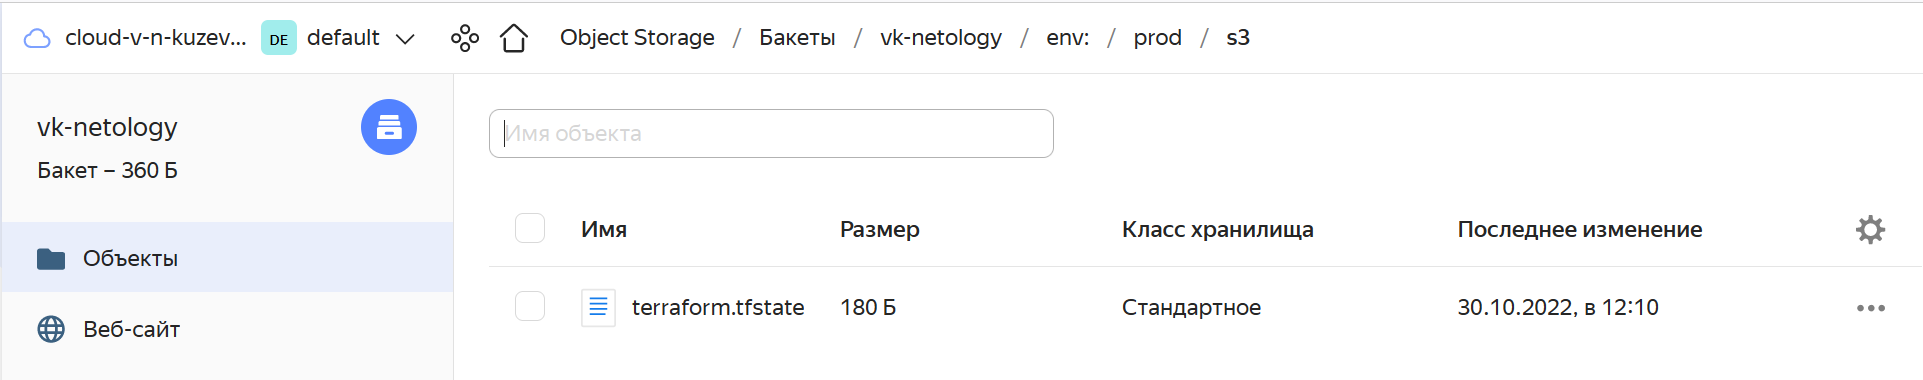 cloud-v-n-kuzev... DE default Object Storage / Бакеты / vk-netology / env: / prod / s3
vk-netology
Бакет – 360 Б
Объекты
Веб-сайт
Имя объекта
Имя Размер Класс хранилища Последнее изменение
terraform.tfstate 180 Б Стандартное 30.10.2022, в 12:10